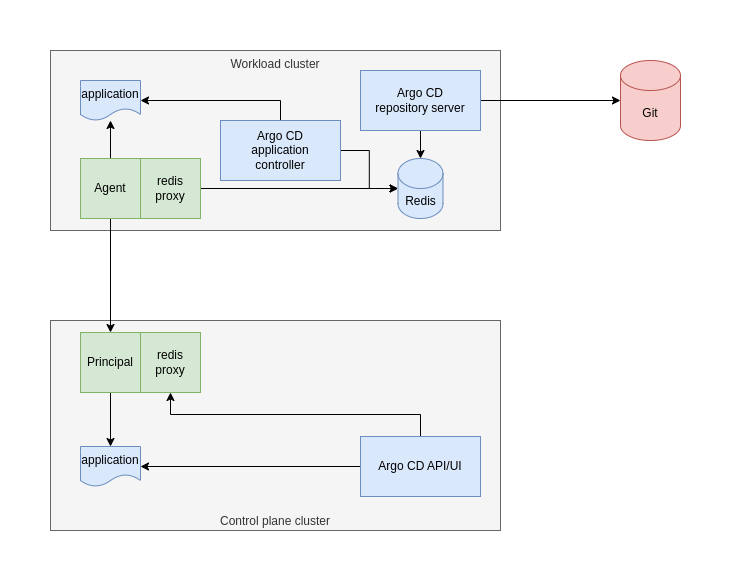 Workload cluster
application
Argo CD
repository server
Git
Argo CD
application
controller
Agent
redis
proxy
Redis
Principal
redis
proxy
application
Argo CD API/UI
Control plane cluster